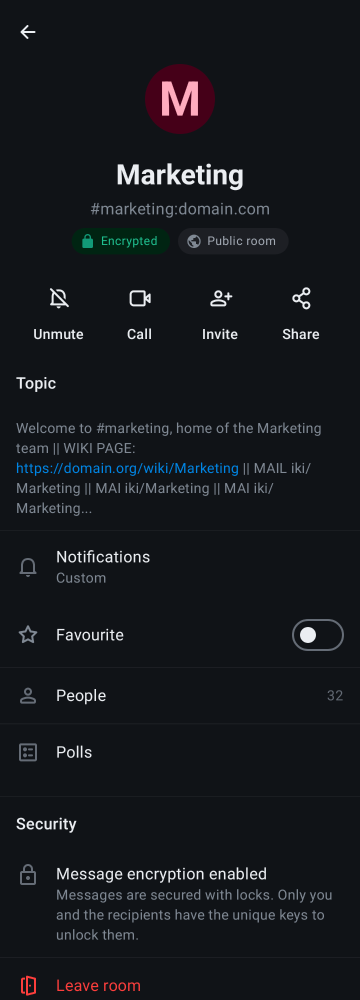 M
Marketing
#marketing:domain.com
Encrypted
Public room
Unmute
Call
Invite
Share
Topic
Welcome to #marketing, home of the Marketing
team || WIKI PAGE:
https://domain.org/wiki/Marketing || MAIL iki/
Marketing || MAI iki/Marketing || MAI iki/
Marketing...
Notifications
Custom
Favourite
People
32
Polls
Security
Message encryption enabled
Messages are secured with locks. Only you
and the recipients have the unique keys to
unlock them.
Leave room